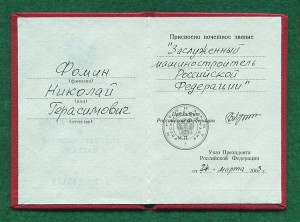 Фомин
(фамилия)
Николай
(имя)
Герасимович
(отчество)
Присвоено почетное звание
"Заслуженный
машиностроитель
Российской
Федерации"
Президент
Российской Федерации
М.П.
Указ Президента
Российской Федерации
от 24 марта 2003 г.